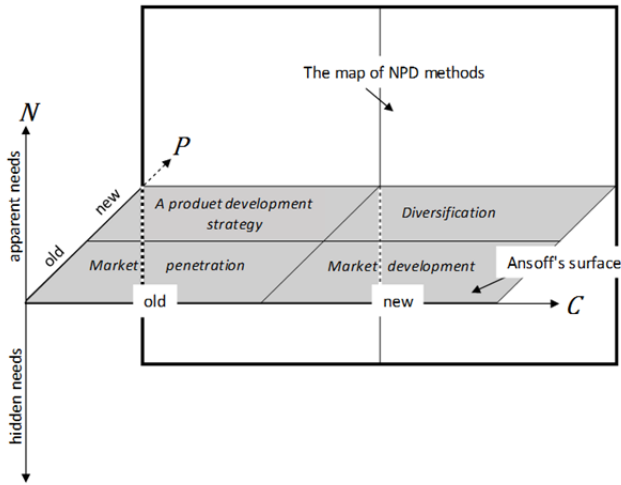 The map of NPD methods
N
P
apparent needs
new
old
A product development
strategy
Diversification
Market penetration
Market development
Ansoff's surface
old
new
C
hidden needs